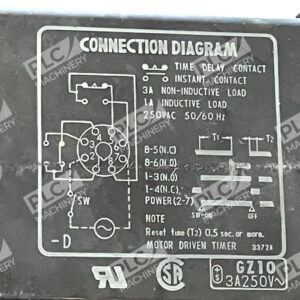 CONNECTION DIAGRAM
TIME DELAY CONTACT
INSTANT. CONTACT
3A NON-INDUCTIVE LOAD
1A INDUCTIVE LOAD
250VAC 50/60 Hz
T1 T2
8-5(N.C)
8-6(N.O)
1-3(N.O)
1-4(N.C)
POWER(2-7)
SW-ON OFF
SW
NOTE
Reset time (T2) 0.5 sec. or more.
MOTOR DRIVEN TIMER 3372A
-D
GZ10
3A250V~
PLC MACHINERY